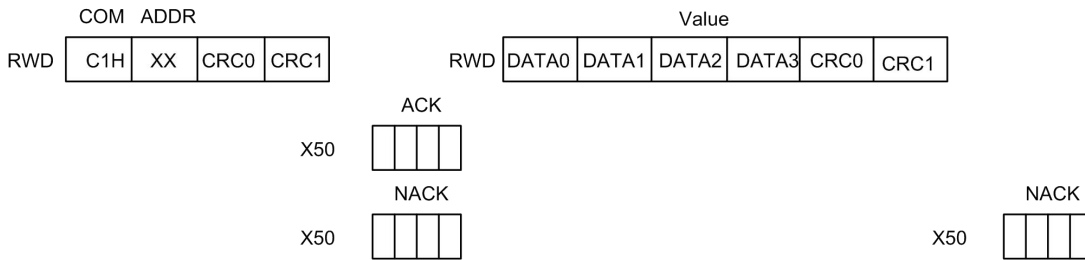 COM ADDR Value
RWD C1H XX CRC0 CRC1 RWD DATA0 DATA1 DATA2 DATA3 CRC0 CRC1
ACK
X50
NACK NACK
X50 X50